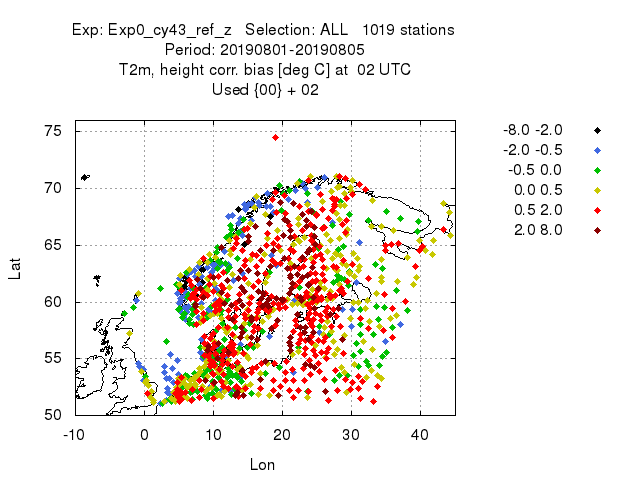 Exp: Exp0_cy43_ref_z Selection: ALL 1019 stations
Period: 20190801-20190805
T2m, height corr. bias [deg C] at 02 UTC
Used {00} + 02
-8.0 -2.0
-2.0 -0.5
-0.5 0.0
0.0 0.5
0.5 2.0
2.0 8.0
75
70
65
60
55
50
Lat
-10 0 10 20 30 40
Lon